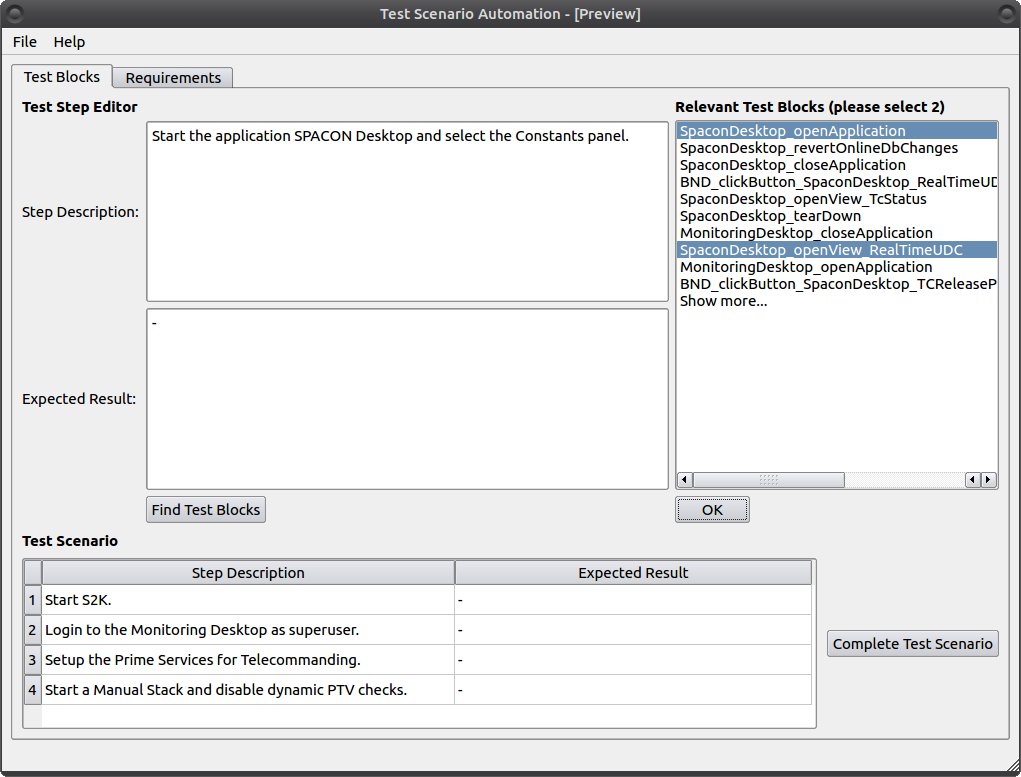 Test Scenario Automation - [Preview]
File Help
Test Blocks Requirements
Test Step Editor
Step Description:
Start the application SPACON Desktop and select the Constants panel.
Expected Result:
-
Find Test Blocks
Relevant Test Blocks (please select 2)
SpaconDesktop_openApplication
SpaconDesktop_revertOnlineDbChanges
SpaconDesktop_closeApplication
BND_clickButton_SpaconDesktop_RealTimeUD
SpaconDesktop_openView_TcStatus
SpaconDesktop_tearDown
MonitoringDesktop_closeApplication
SpaconDesktop_openView_RealTimeUDC
MonitoringDesktop_openApplication
BND_clickButton_SpaconDesktop_TCReleaseP
Show more...
OK
Test Scenario
Step Description Expected Result
1 Start S2K. -
2 Login to the Monitoring Desktop as superuser. -
3 Setup the Prime Services for Telecommanding. -
4 Start a Manual Stack and disable dynamic PTV checks. -
Complete Test Scenario